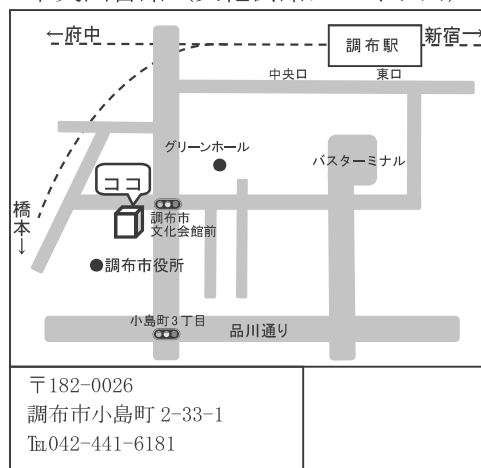 ←府中
調布駅
新宿→
中央口
東口
グリーンホール
バスターミナル
ココ
橋本↓
調布市
文化会館前
●調布市役所
小島町3丁目
品川通り
〒182-0026
調布市小島町 2-33-1
℡042-441-6181